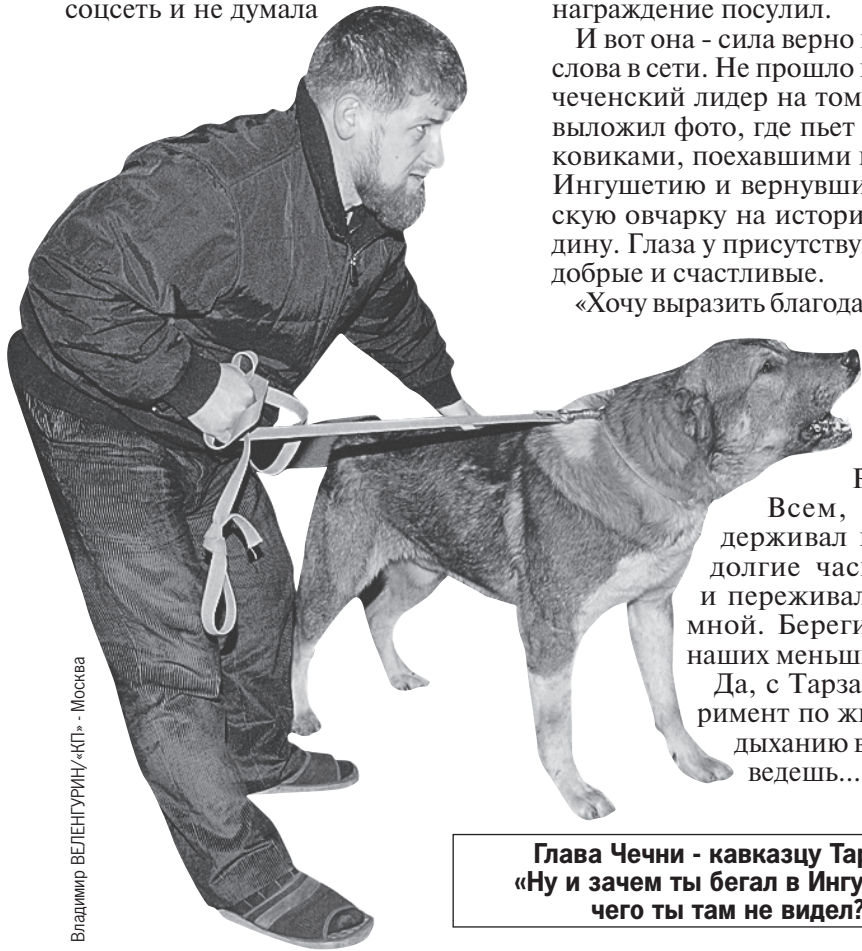 соцсеть и не думала
награждение посулил.
И вот она - сила верно
слова в сети. Не прошло
чеченский лидер на том
выложил фото, где пьет
ковиками, поехавшими
Ингушетию и вернувши
скую овчарку на истори
дину. Глаза у присутству
добрые и счастливые.
«Хочу выразить благода
Всем,
держивал
долгие час
и переживал
мной. Береги
наших меньш
Да, с Тарза
римент по ж
дыханию в
ведешь...
Владимир ВЕЛЕНГУРИН/«КП» - Москва
Глава Чечни - кавказцу Тар
«Ну и зачем ты бегал в Ингу
чего ты там не видел?